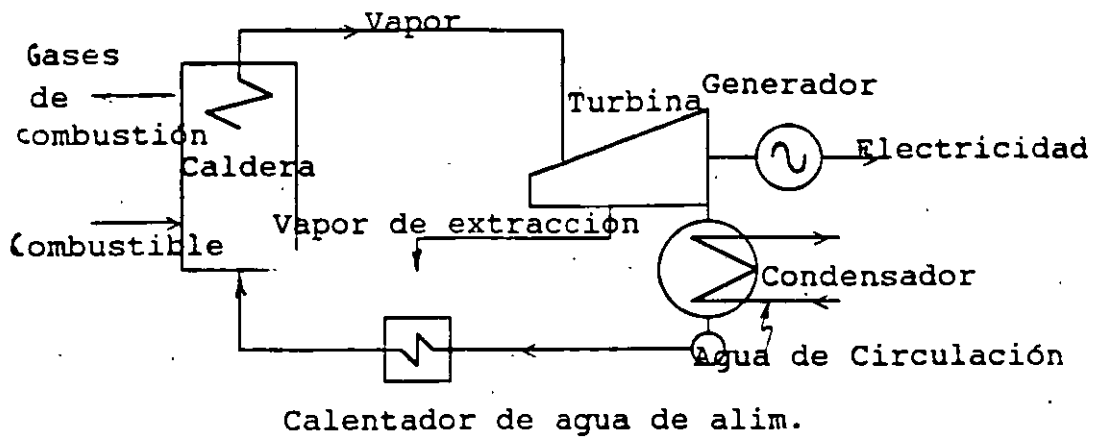 Vapor
Gases
de
combustión
Turbina
Generador
Caldera
Electricidad
Vapor de extracción
Combustible
Condensador
Agua de Circulación
Calentador de agua de alim.